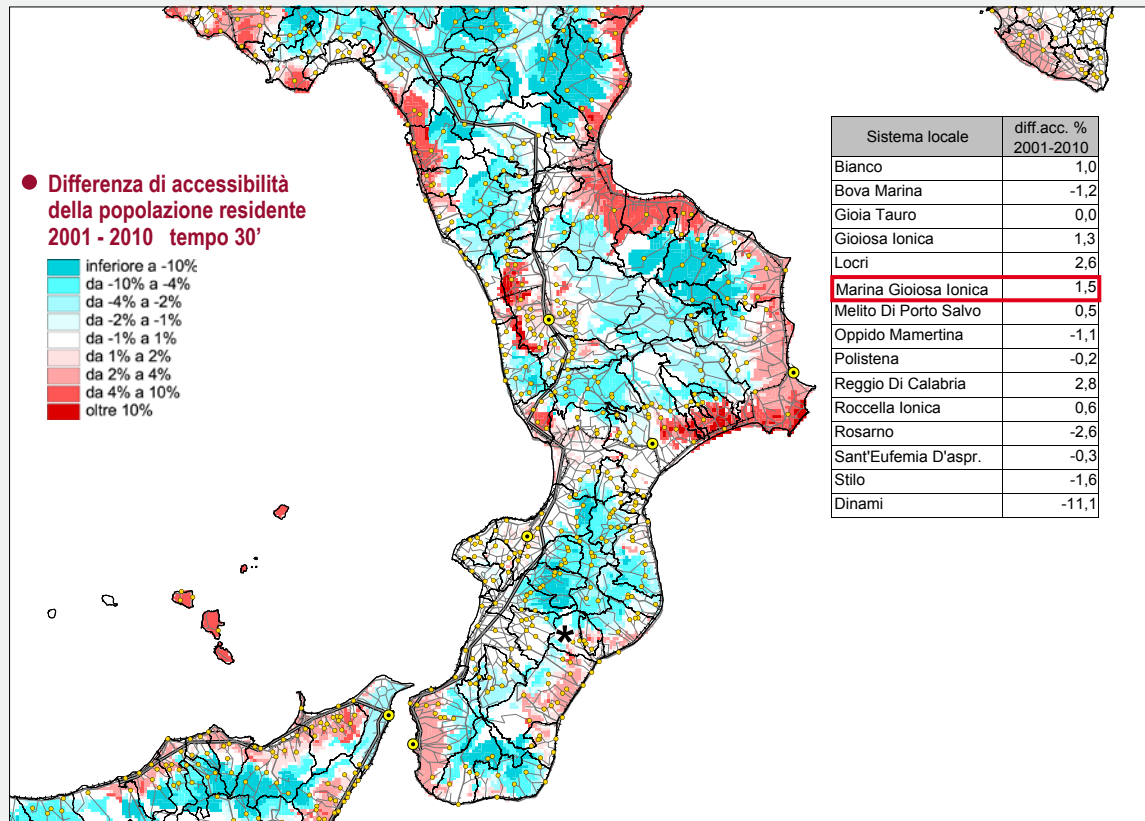 Differenza di accessibilità
della popolazione residente
2001 - 2010 tempo 30'
inferiore a -10%
da -10% a -4%
da -4% a -2%
da -2% a -1%
da -1% a 1%
da 1% a 2%
da 2% a 4%
da 4% a 10%
oltre 10%
Sistema locale diff.acc. %
2001-2010
Bianco 1,0
Bova Marina -1,2
Gioia Tauro 0,0
Gioiosa Ionica 1,3
Locri 2,6
Marina Gioiosa Ionica 1,5
Melito Di Porto Salvo 0,5
Oppido Mamertina -1,1
Polistena -0,2
Reggio Di Calabria 2,8
Roccella Ionica 0,6
Rosarno -2,6
Sant'Eufemia D'aspr. -0,3
Stilo -1,6
Dinami -11,1
*